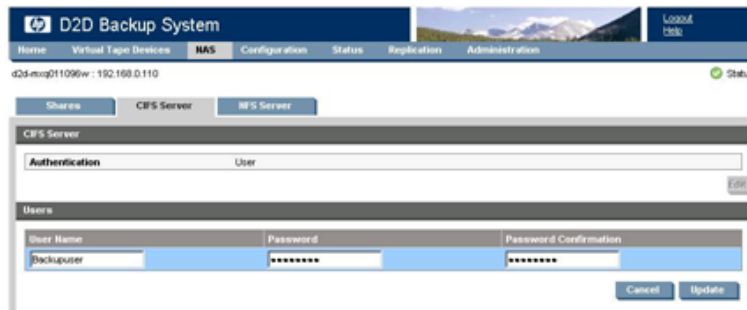 hp D2D Backup System
Logout
Help
Home Virtual Tape Devices NAS Configuration Status Replication Administration
d2d-mxq011096w : 192.168.0.110
Shares CIFS Server NFS Server
CIFS Server
Authentication User
Edit
Users
User Name Password Password Confirmation
Backupuser •••••••• ••••••••
Cancel Update